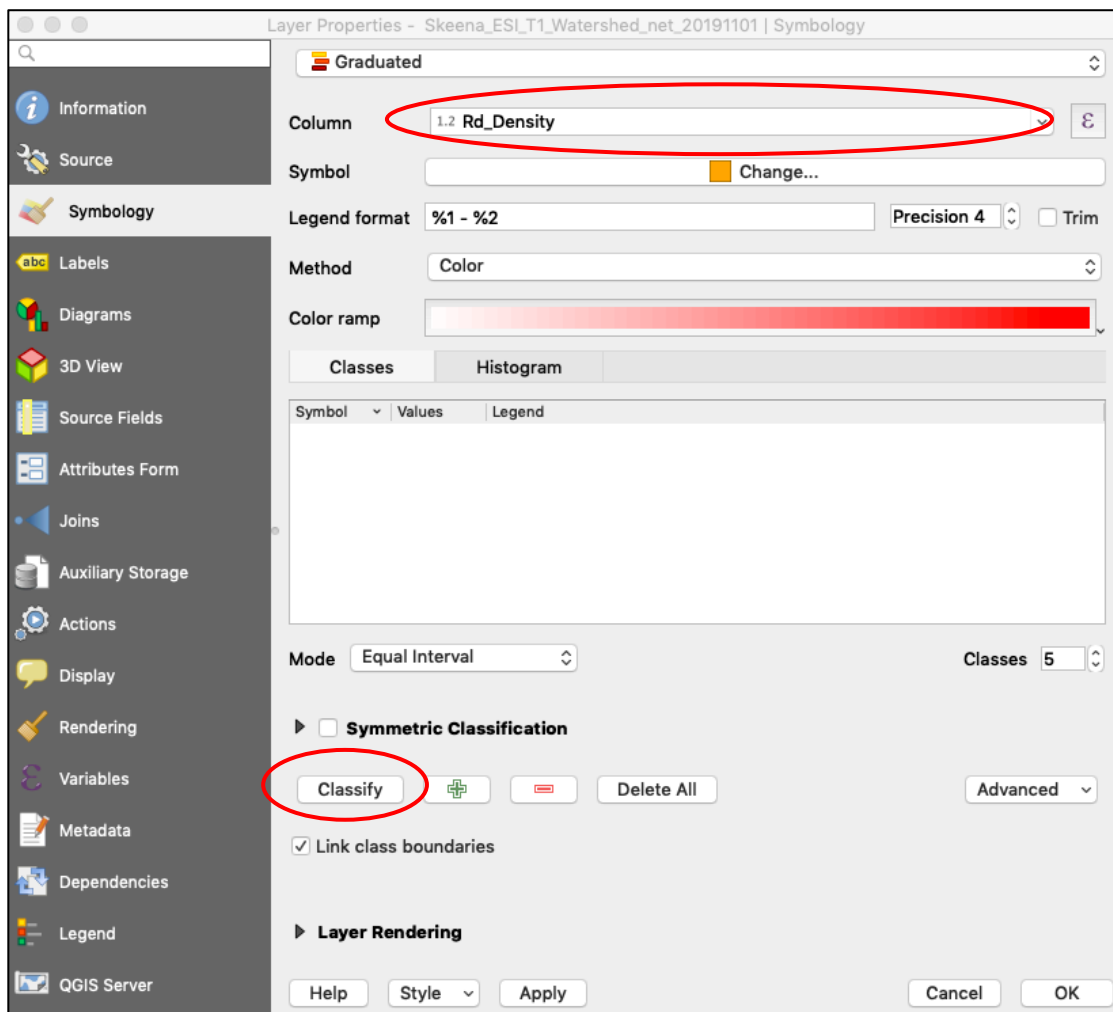 Layer Properties - Skeena_ESI_T1_Watershed_net_20191101 | Symbology
Information
Source
Symbology
Labels
Diagrams
3D View
Source Fields
Attributes Form
Joins
Auxiliary Storage
Actions
Display
Rendering
Variables
Metadata
Dependencies
Legend
QGIS Server
Graduated
Column 1.2 Rd_Density ε
Symbol Change...
Legend format %1 - %2 Precision 4 Trim
Method Color
Color ramp
Classes Histogram
Symbol Values Legend
Mode Equal Interval Classes 5
Symmetric Classification
Classify Delete All Advanced
Link class boundaries
Layer Rendering
Help Style Apply Cancel OK
abc